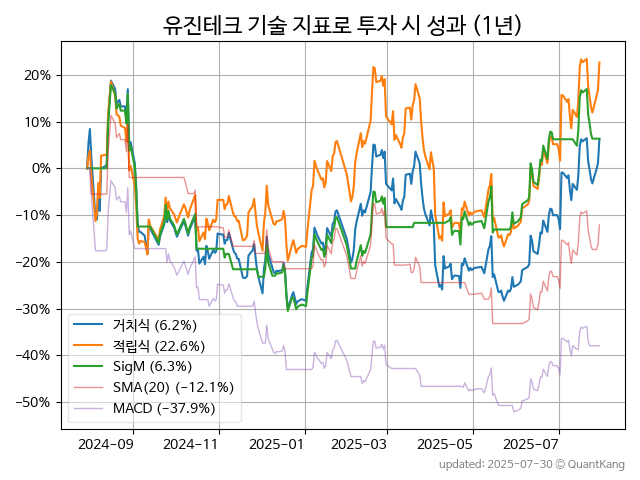 유진테크 기술 지표로 투자 시 성과 (1년)
20%
10%
0%
−10%
−20%
−30%
−40%
−50%
거치식 (6.2%)
적립식 (22.6%)
SigM (6.3%)
SMA(20) (−12.1%)
MACD (−37.9%)
2024-09
2024-11
2025-01
2025-03
2025-05
2025-07
updated: 2025-07-30 © QuantKang